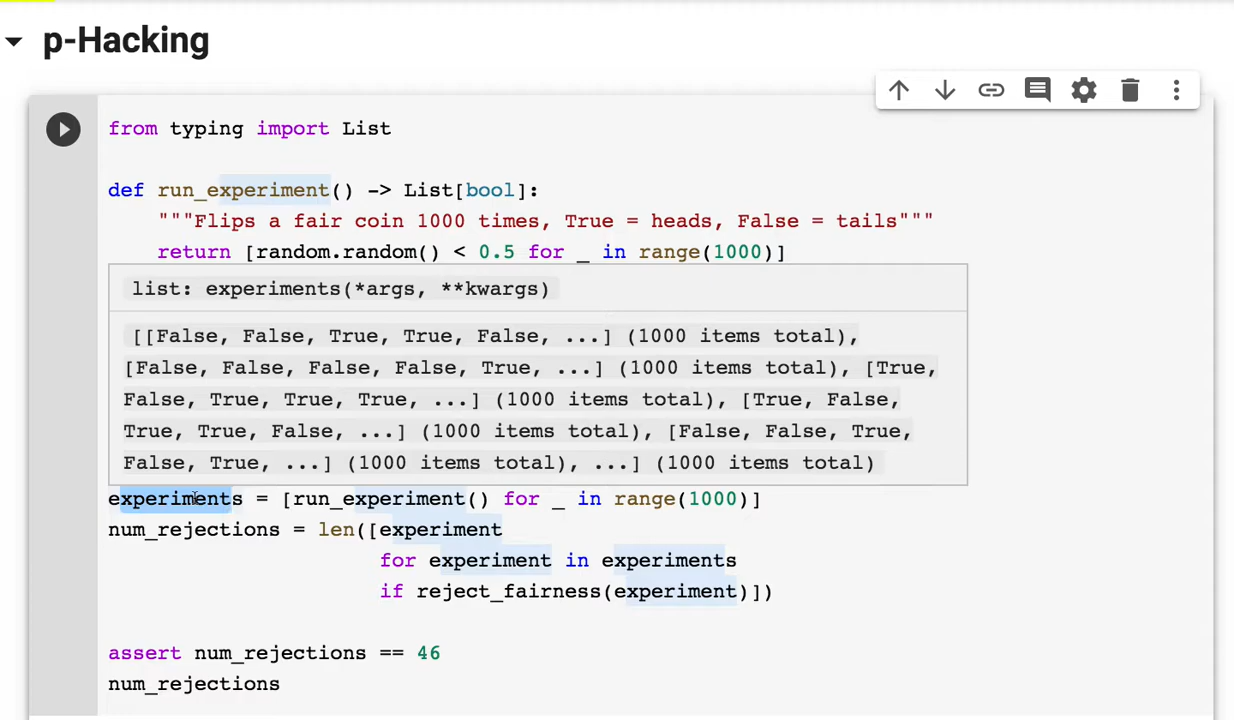 p-Hacking
from typing import List
def run_experiment() -> List[bool]:
"""Flips a fair coin 1000 times, True = heads, False = tails"""
return [random.random() < 0.5 for _ in range(1000)]
list: experiments(*args, **kwargs)
[[False, False, True, True, False, ...] (1000 items total),
[False, False, False, False, True, ...] (1000 items total), [True,
False, True, True, True, ...] (1000 items total), [True, False,
True, True, False, ...] (1000 items total), [False, False, True,
False, True, ...] (1000 items total), ...] (1000 items total)
experiments = [run_experiment() for _ in range(1000)]
num_rejections = len([experiment
for experiment in experiments
if reject_fairness(experiment)])
assert num_rejections == 46
num_rejections